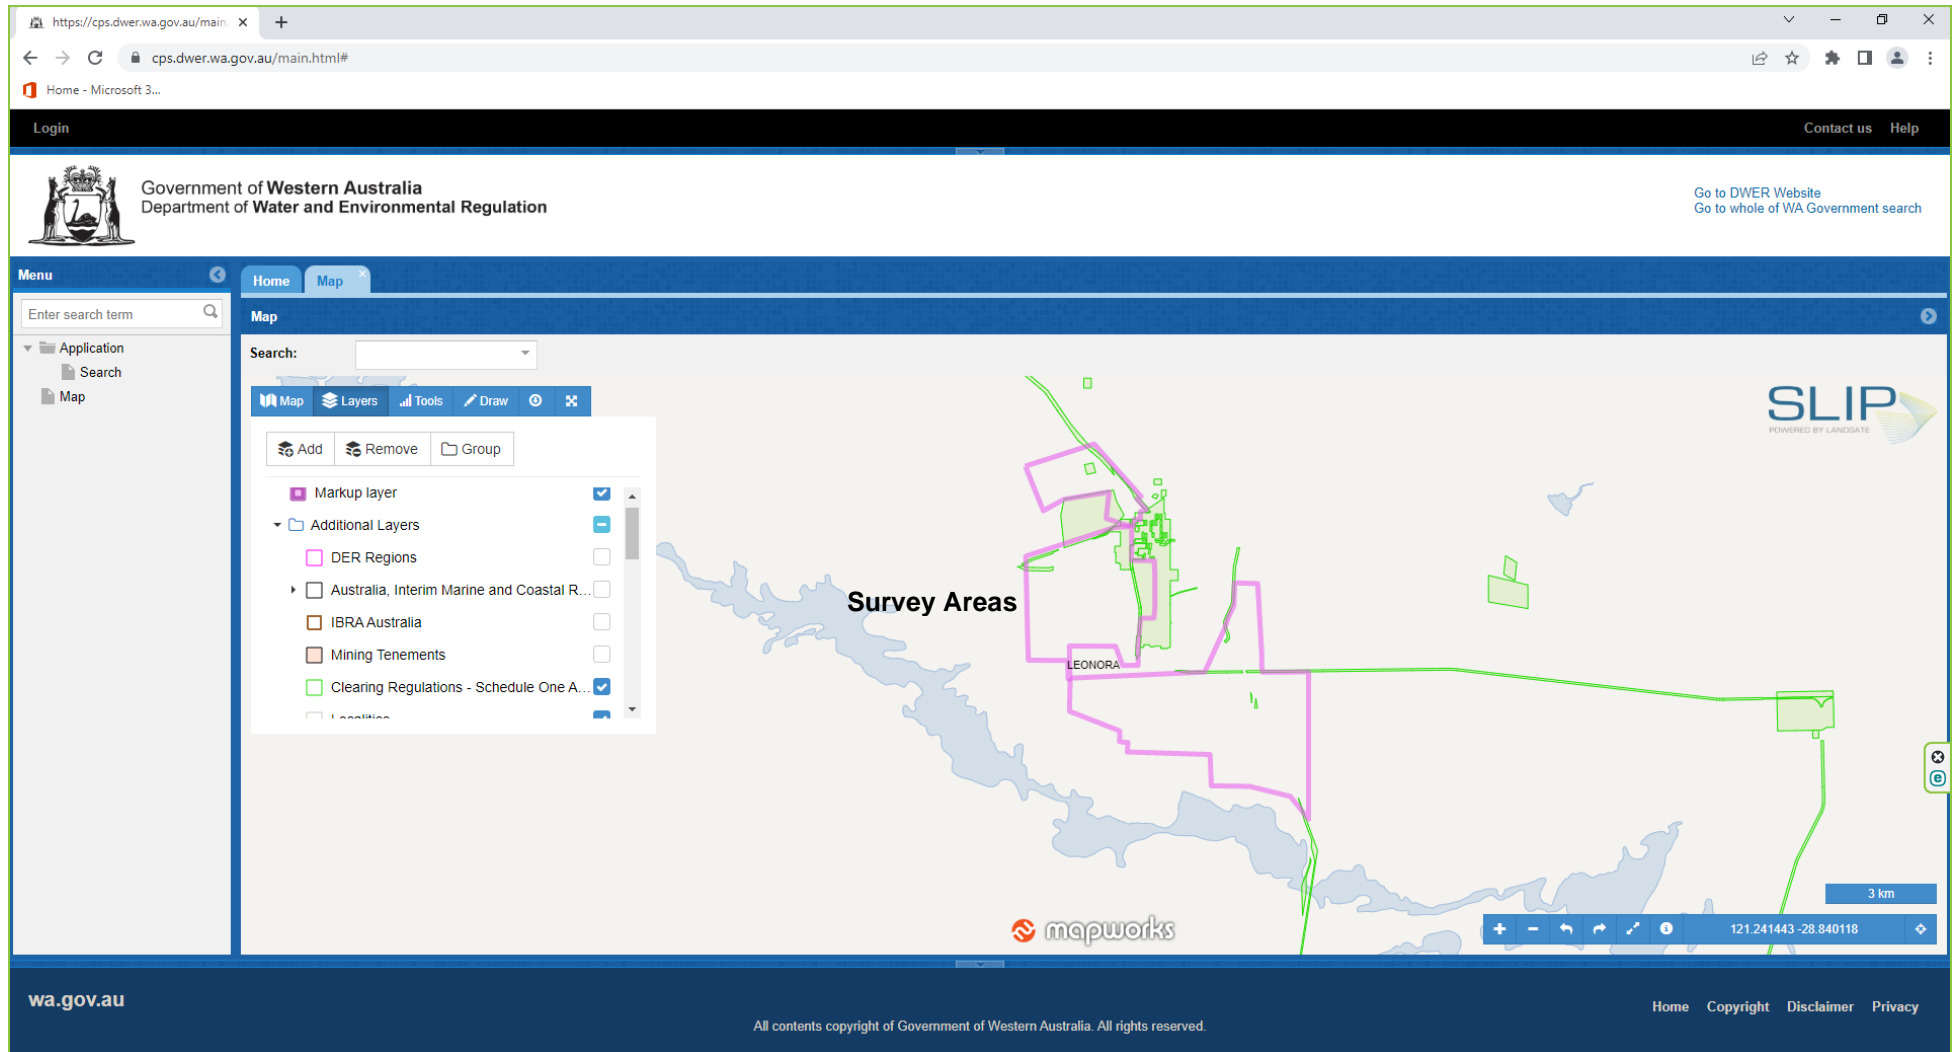 https://cps.dwer.wa.gov.au/main.
cps.dwer.wa.gov.au/main.html#
Home - Microsoft 3...
Login
Contact us Help
Government of Western Australia
Department of Water and Environmental Regulation
Go to DWER Website
Go to whole of WA Government search
Menu
Home Map
Enter search term
Map
Application
Search
Map
Search:
Map Layers Tools Draw
SLIP
POWERED BY LANDGATE
Add Remove Group
Markup layer
Additional Layers
DER Regions
Australia, Interim Marine and Coastal R...
IBRA Australia
Mining Tenements
Clearing Regulations - Schedule One A...
Localities
Survey Areas
LEONORA
3 km
mapworks
121.241443 -28.840118
wa.gov.au
Home Copyright Disclaimer Privacy
All contents copyright of Government of Western Australia. All rights reserved.